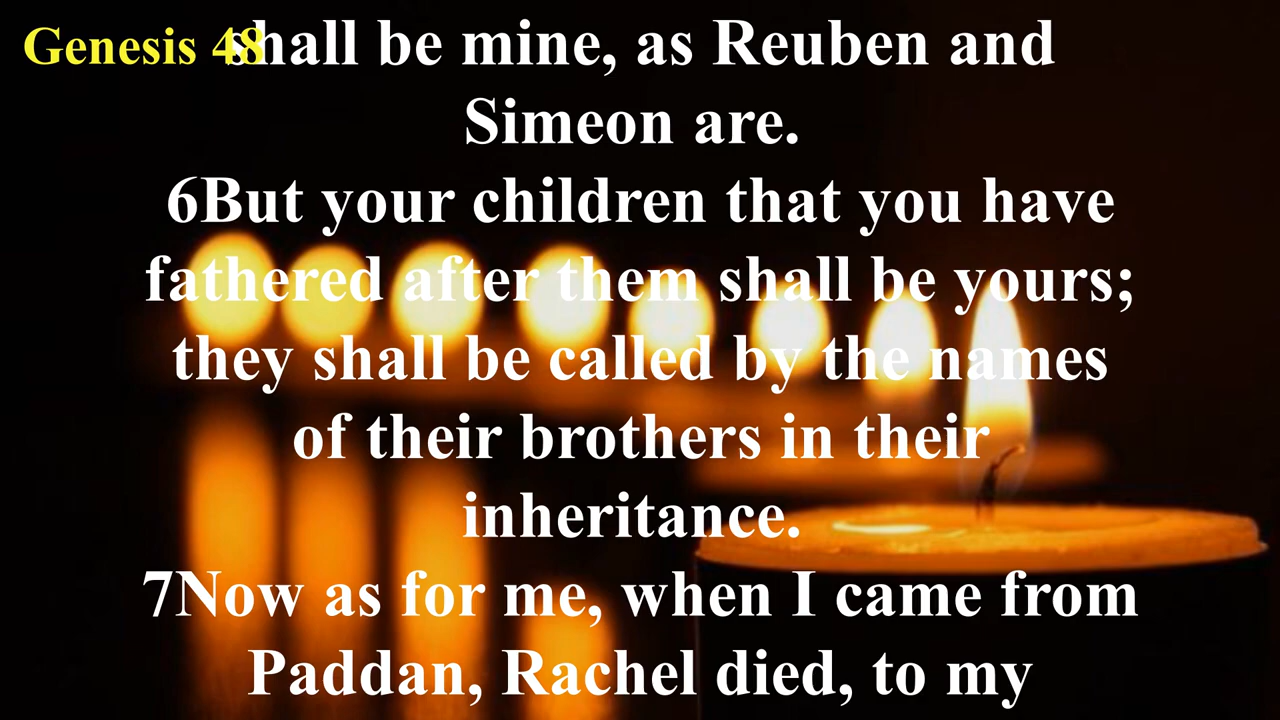 Genesis 48
shall be mine, as Reuben and
Simeon are.
6But your children that you have
fathered after them shall be yours;
they shall be called by the names
of their brothers in their
inheritance.
7Now as for me, when I came from
Paddan, Rachel died, to my